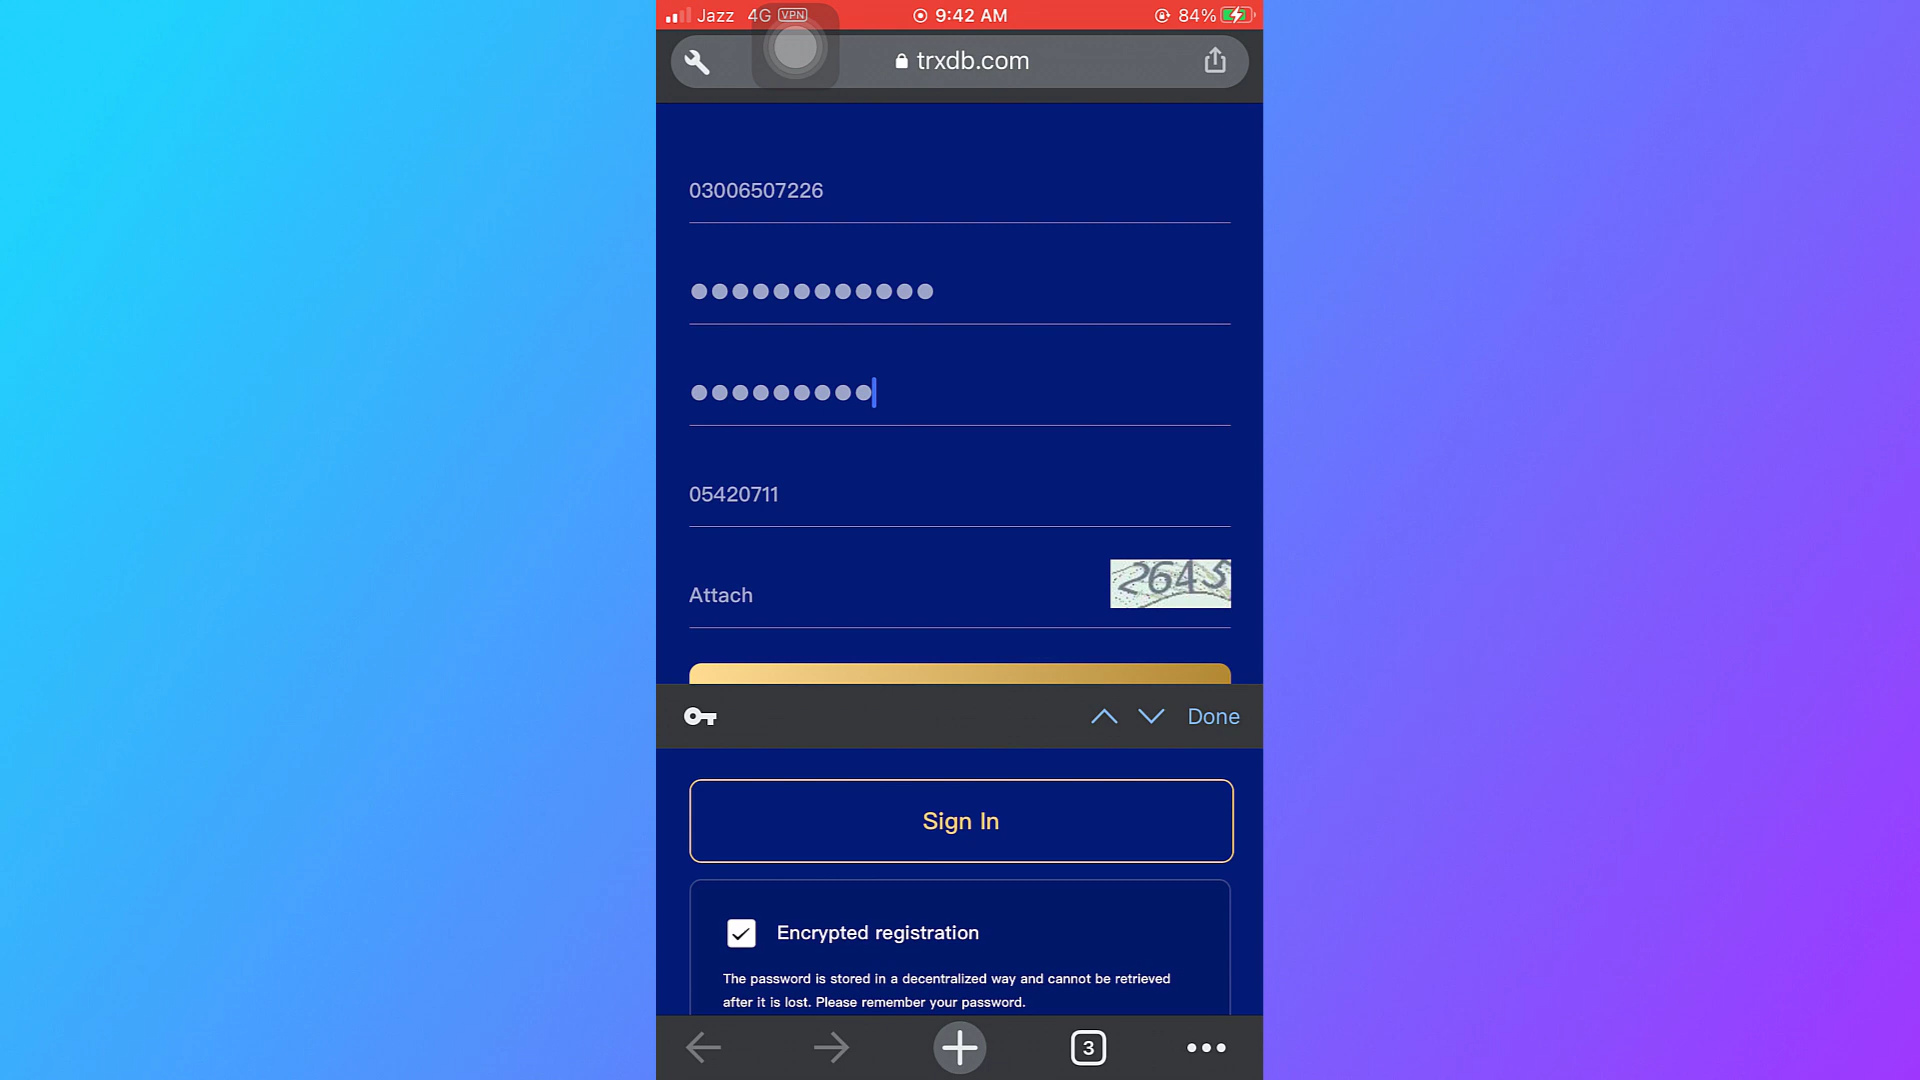 Jazz 4G VPN 9:42 AM 84%
trxdb.com
03006507226
●●●●●●●●●●●●
●●●●●●●●●
05420711
Attach 2645
Done
Sign In
Encrypted registration
The password is stored in a decentralized way and cannot be retrieved
after it is lost. Please remember your password.
3